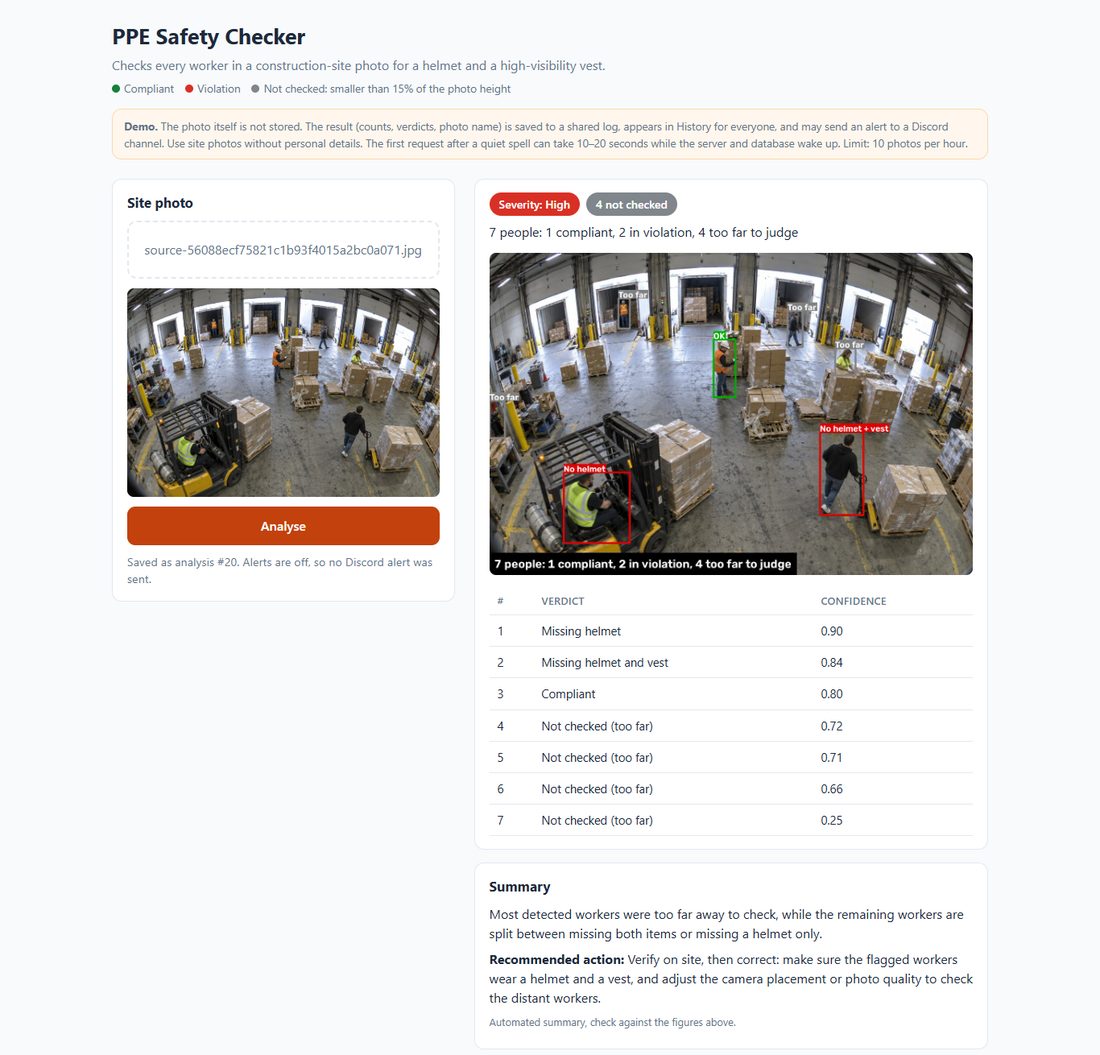 PPE Safety Checker
Checks every worker in a construction-site photo for a helmet and a high-visibility vest.
Compliant Violation Not checked: smaller than 15% of the photo height
Demo. The photo itself is not stored. The result (counts, verdicts, photo name) is saved to a shared log, appears in History for everyone, and may send an alert to a Discord
channel. Use site photos without personal details. The first request after a quiet spell can take 10–20 seconds while the server and database wake up. Limit: 10 photos per hour.
Site photo
source-56088ecf75821c1b93f4015a2bc0a071.jpg
Analyse
Saved as analysis #20. Alerts are off, so no Discord alert was
sent.
Severity: High 4 not checked
7 people: 1 compliant, 2 in violation, 4 too far to judge
Too far
Too far
OK!
Too far
Too far
No helmet + vest
No helmet
7 people: 1 compliant, 2 in violation, 4 too far to judge
# VERDICT CONFIDENCE
1 Missing helmet 0.90
2 Missing helmet and vest 0.84
3 Compliant 0.80
4 Not checked (too far) 0.72
5 Not checked (too far) 0.71
6 Not checked (too far) 0.66
7 Not checked (too far) 0.25
Summary
Most detected workers were too far away to check, while the remaining workers are
split between missing both items or missing a helmet only.
Recommended action: Verify on site, then correct: make sure the flagged workers
wear a helmet and a vest, and adjust the camera placement or photo quality to check
the distant workers.
Automated summary, check against the figures above.